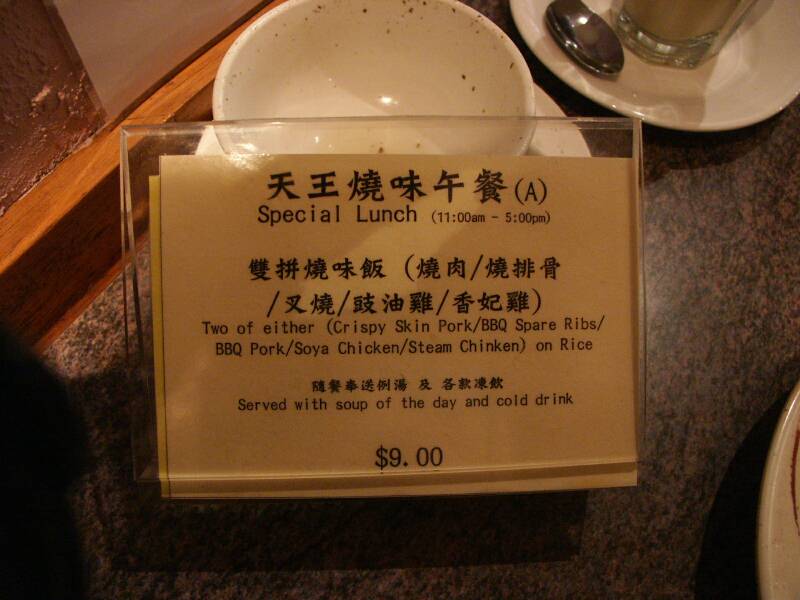 天王燒味午餐(A)
Special Lunch (11:00am - 5:00pm)
雙拼燒味飯 (燒肉/燒排骨
/叉燒/豉油雞/香妃雞)
Two of either (Crispy Skin Pork/BBQ Spare Ribs/
BBQ Pork/Soya Chicken/Steam Chinken) on Rice
隨餐奉送例湯 及 各款凍飲
Served with soup of the day and cold drink
$9.00